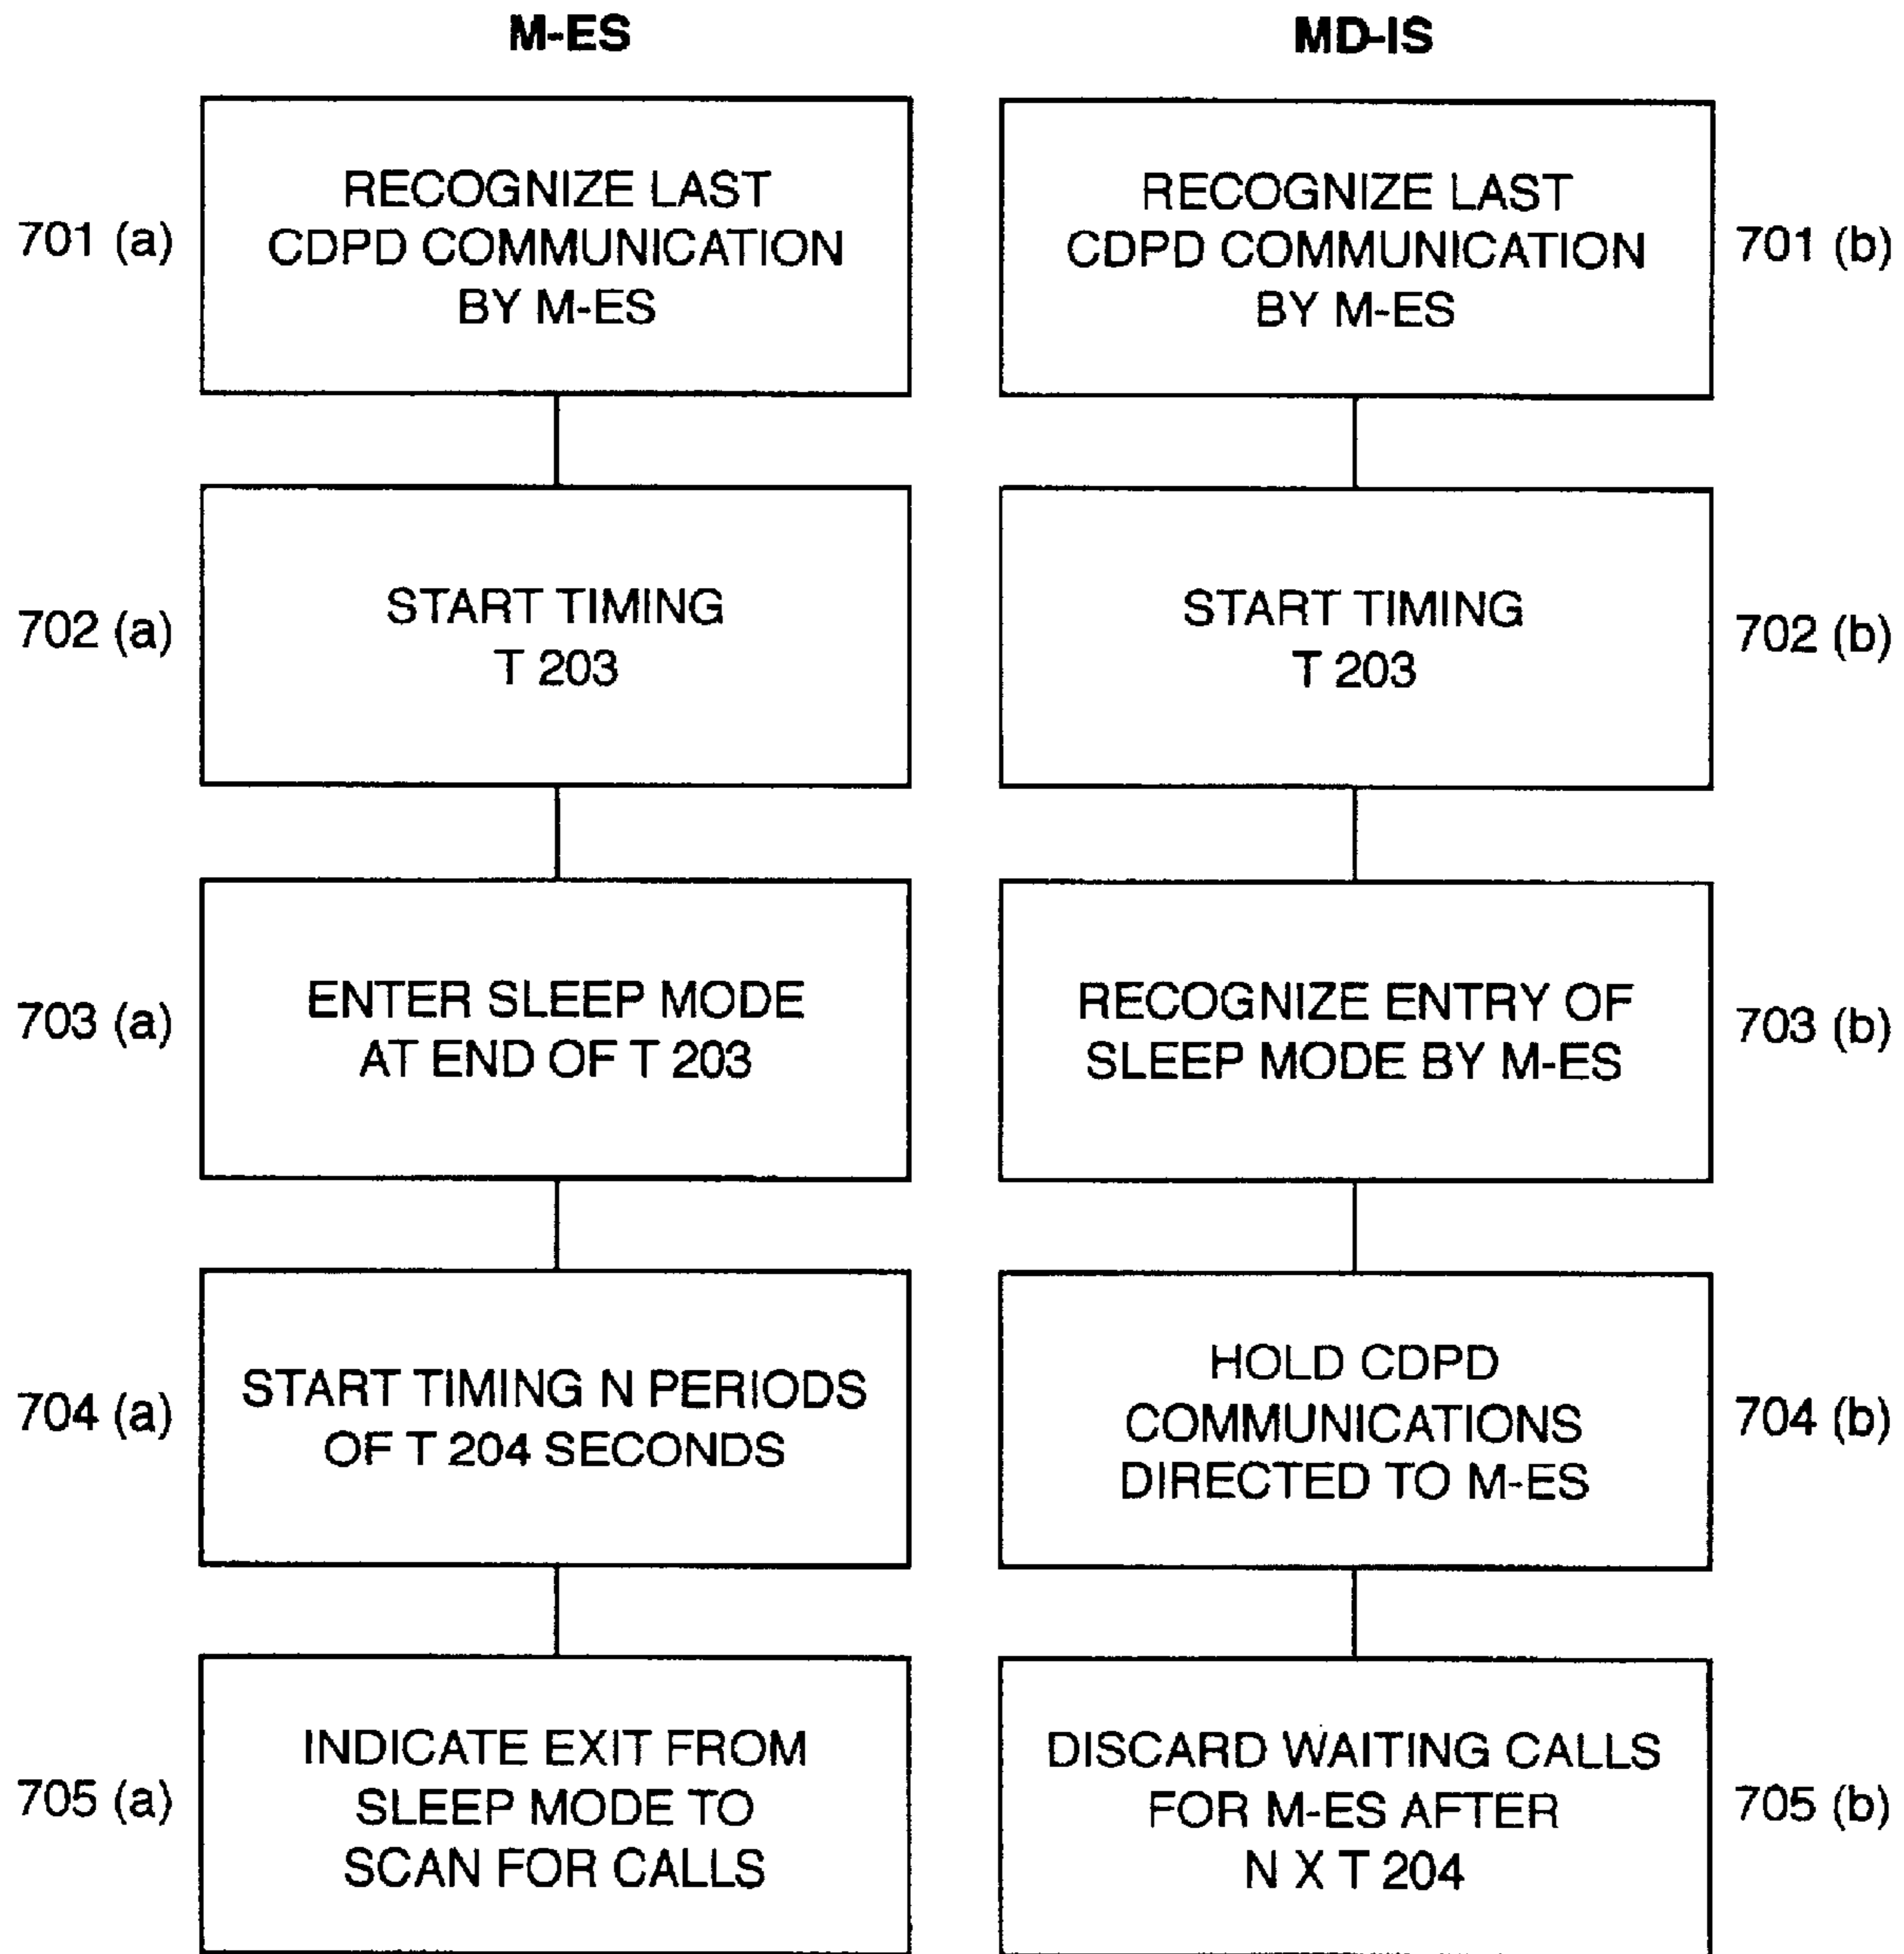 M-ES
701 (a)
RECOGNIZE LAST
CDPD COMMUNICATION
BY M-ES
702 (a)
START TIMING
T 203
703 (a)
ENTER SLEEP MODE
AT END OF T 203
704 (a)
START TIMING N PERIODS
OF T 204 SECONDS
705 (a)
INDICATE EXIT FROM
SLEEP MODE TO
SCAN FOR CALLS
MD-IS
RECOGNIZE LAST
CDPD COMMUNICATION
BY M-ES
701 (b)
START TIMING
T 203
702 (b)
RECOGNIZE ENTRY OF
SLEEP MODE BY M-ES
703 (b)
HOLD CDPD
COMMUNICATIONS
DIRECTED TO M-ES
704 (b)
DISCARD WAITING CALLS
FOR M-ES AFTER
N X T 204
705 (b)